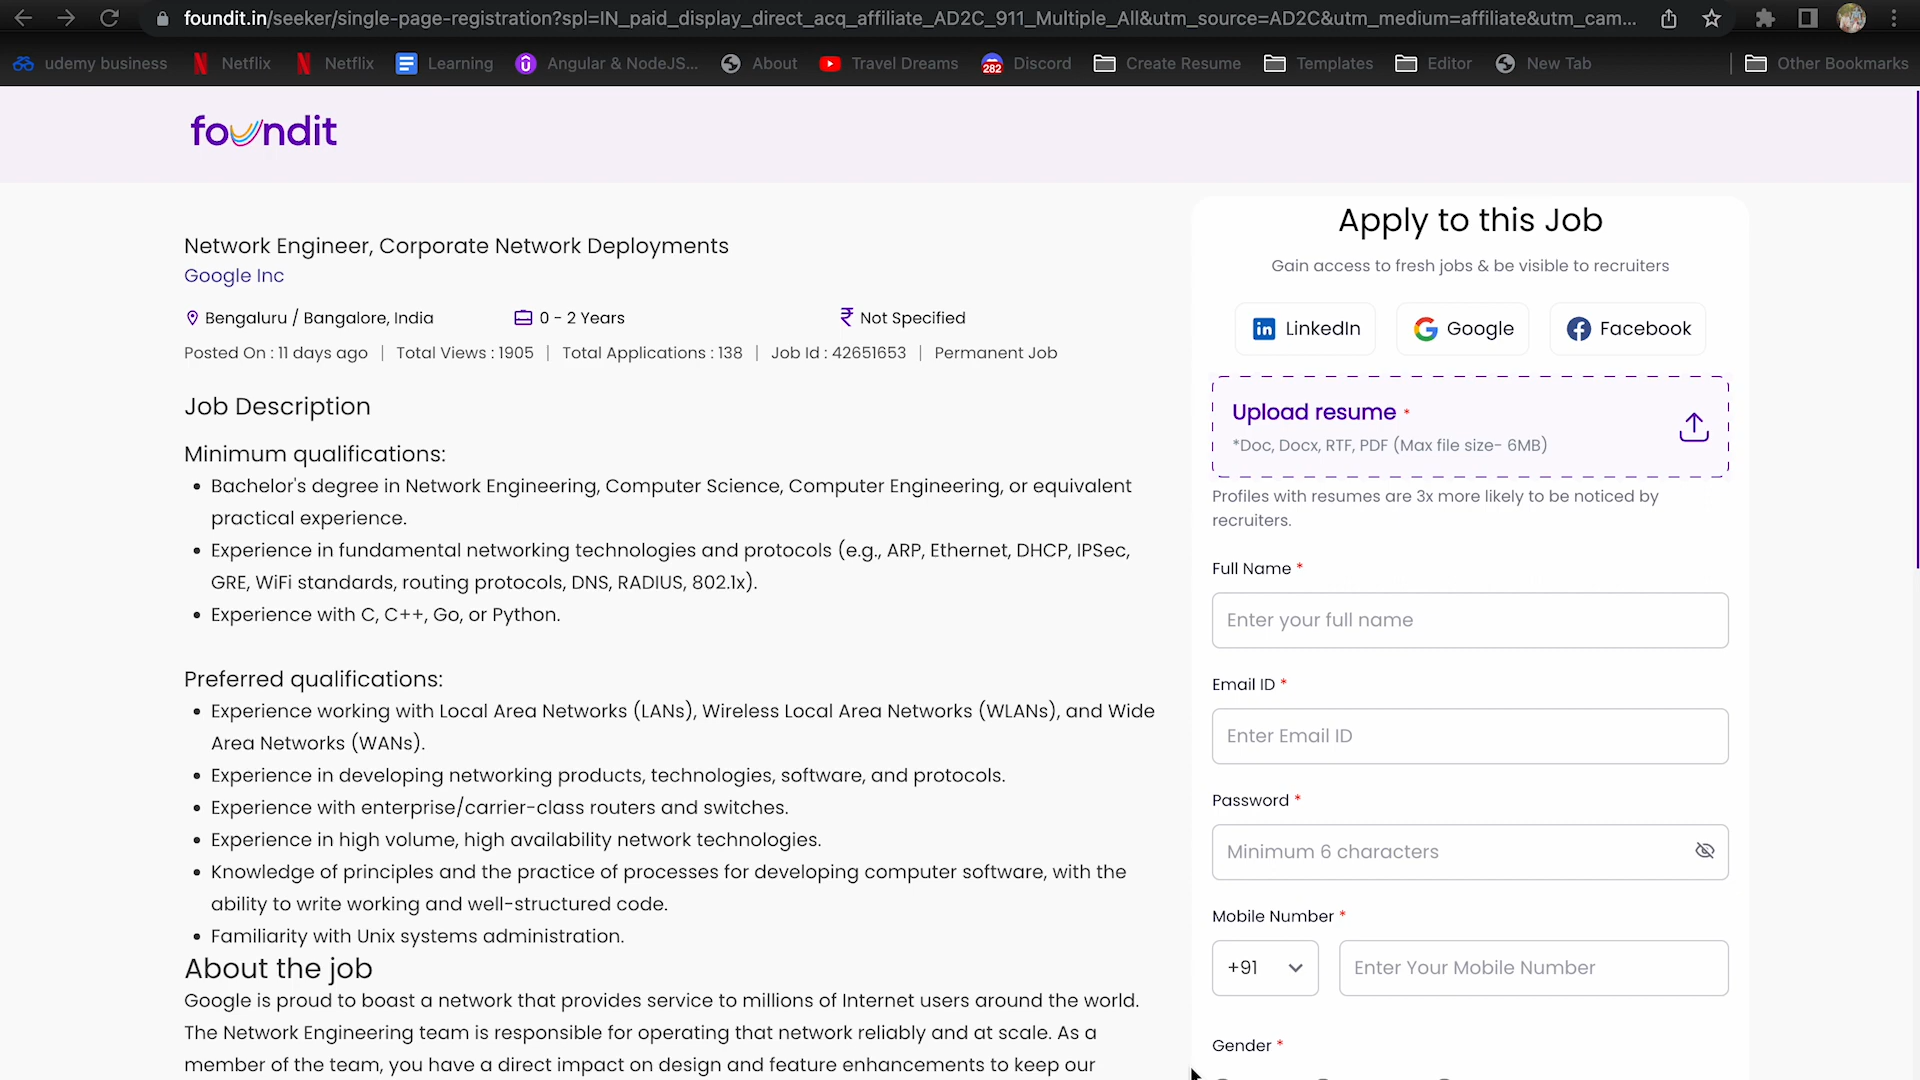 foundit.in/seeker/single-page-registration?spl=IN_paid_display_direct_acq_affiliate_AD2C_911_Multiple_All&utm_source=AD2C&utm_medium=affiliate&utm_cam...
udemy business Netflix Netflix Learning Angular & NodeJS... About Travel Dreams 282 Discord Create Resume Templates Editor New Tab Other Bookmarks
foundit
Network Engineer, Corporate Network Deployments
Google Inc
Bengaluru / Bangalore, India 0 - 2 Years ₹ Not Specified
Posted On : 11 days ago | Total Views : 1905 | Total Applications : 138 | Job Id : 42651653 | Permanent Job
Job Description
Minimum qualifications:
• Bachelor's degree in Network Engineering, Computer Science, Computer Engineering, or equivalent
practical experience.
• Experience in fundamental networking technologies and protocols (e.g., ARP, Ethernet, DHCP, IPSec,
GRE, WiFi standards, routing protocols, DNS, RADIUS, 802.1x).
• Experience with C, C++, Go, or Python.
Preferred qualifications:
• Experience working with Local Area Networks (LANs), Wireless Local Area Networks (WLANs), and Wide
Area Networks (WANs).
• Experience in developing networking products, technologies, software, and protocols.
• Experience with enterprise/carrier-class routers and switches.
• Experience in high volume, high availability network technologies.
• Knowledge of principles and the practice of processes for developing computer software, with the
ability to write working and well-structured code.
• Familiarity with Unix systems administration.
About the job
Google is proud to boast a network that provides service to millions of Internet users around the world.
The Network Engineering team is responsible for operating that network reliably and at scale. As a
member of the team, you have a direct impact on design and feature enhancements to keep our
Apply to this Job
Gain access to fresh jobs & be visible to recruiters
in LinkedIn Google Facebook
Upload resume *
*Doc, Docx, RTF, PDF (Max file size- 6MB)
Profiles with resumes are 3x more likely to be noticed by
recruiters.
Full Name *
Enter your full name
Email ID *
Enter Email ID
Password *
Minimum 6 characters
Mobile Number *
+91 Enter Your Mobile Number
Gender *